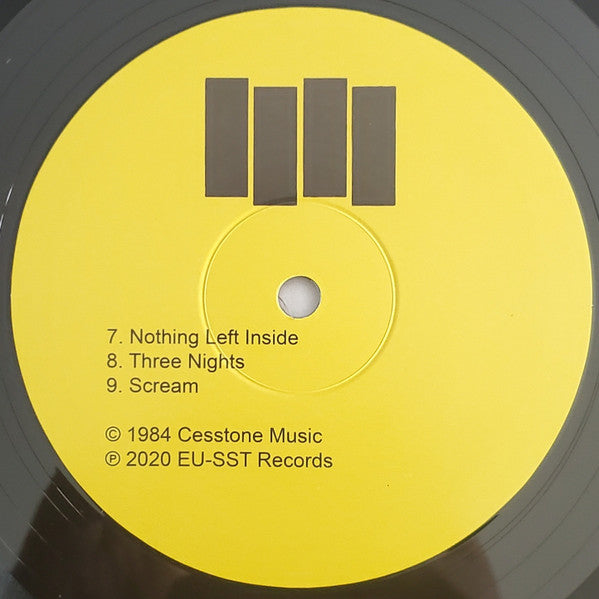 7. Nothing Left Inside
8. Three Nights
9. Scream
© 1984 Cesstone Music
℗ 2020 EU-SST Records